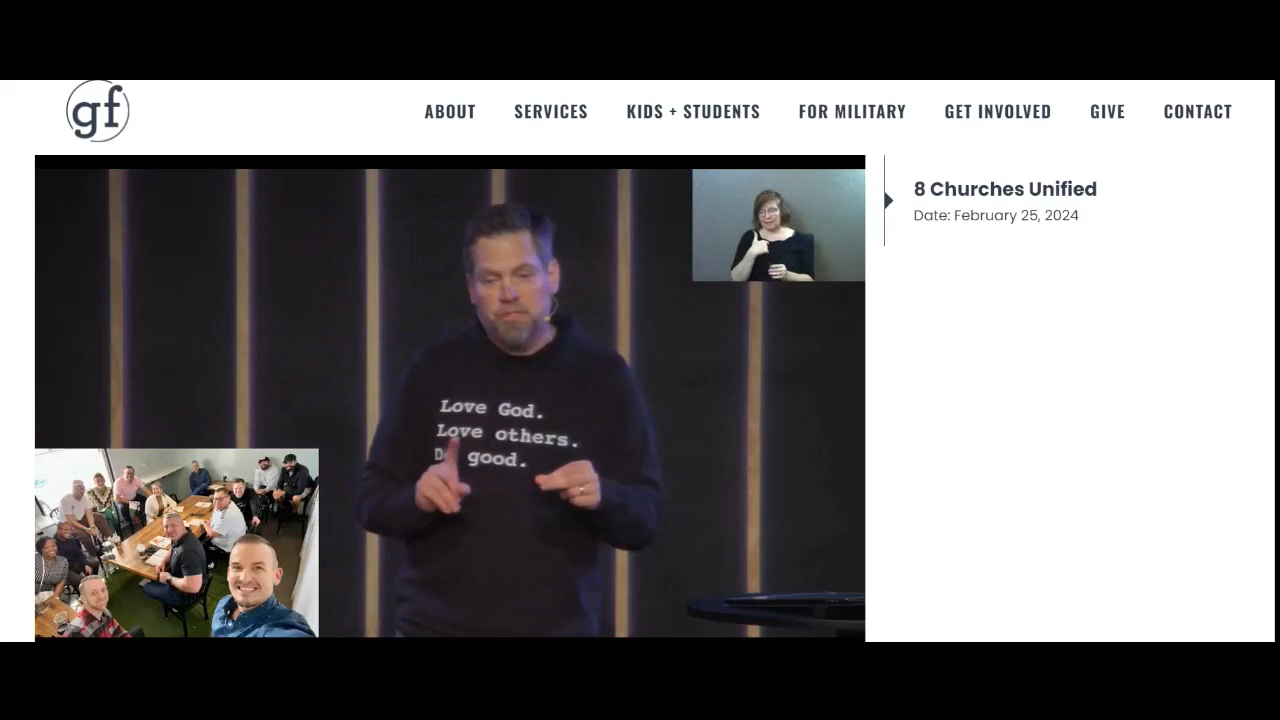 gf
ABOUT SERVICES KIDS + STUDENTS FOR MILITARY GET INVOLVED GIVE CONTACT
8 Churches Unified
Date: February 25, 2024
Love God.
Love others.
Do good.